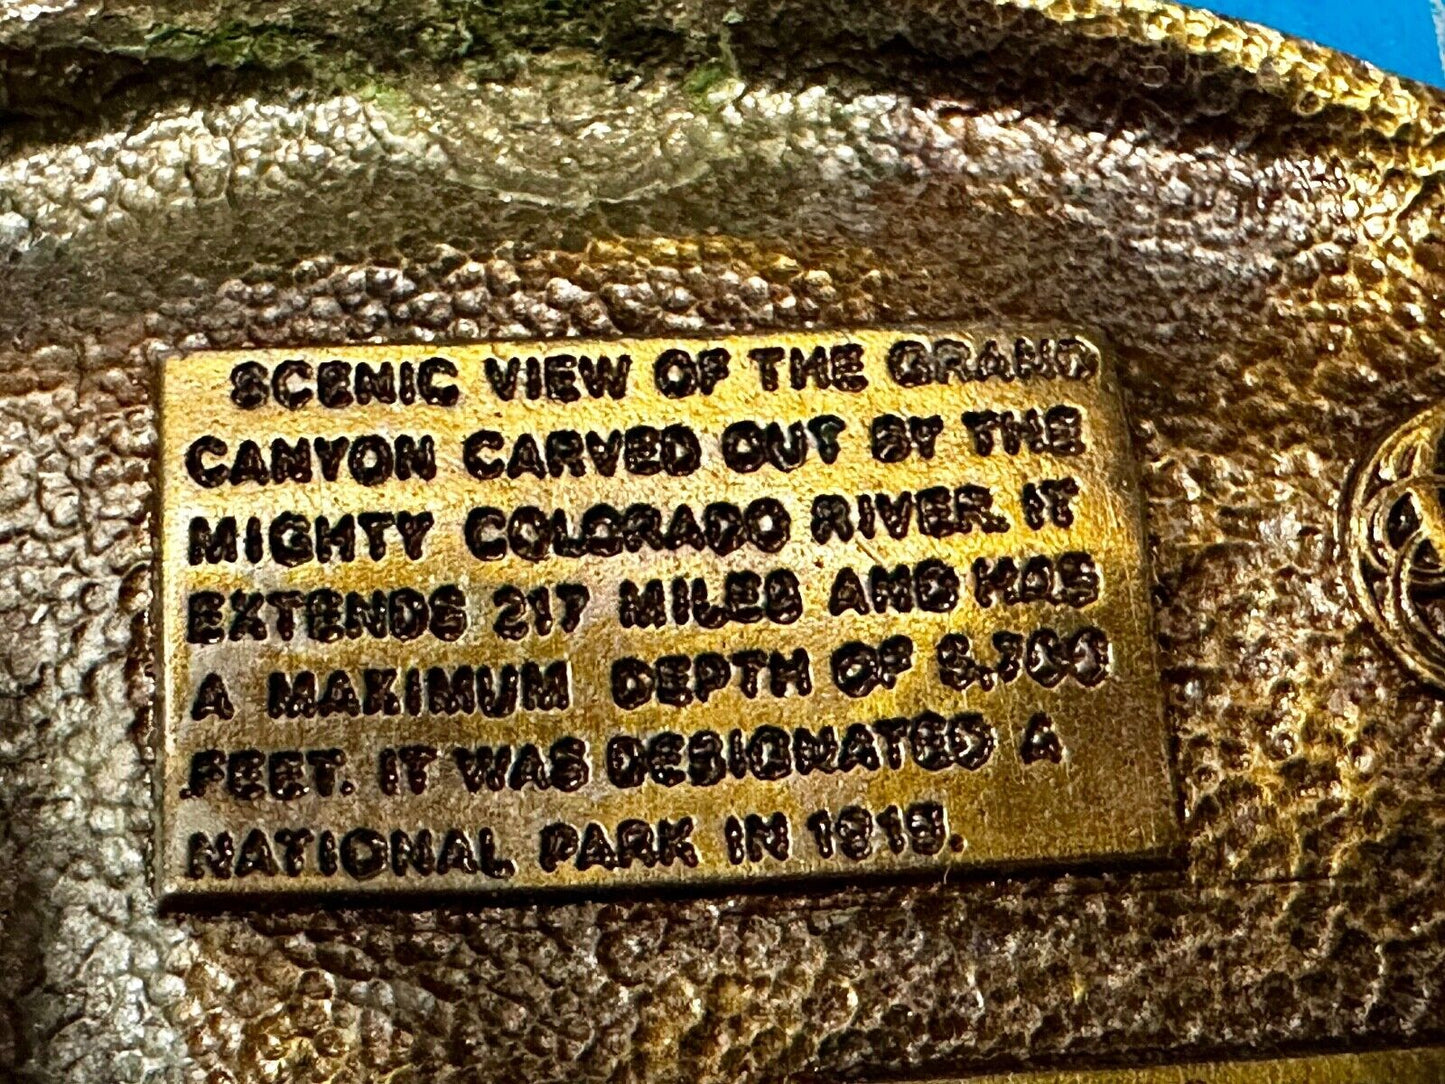 SCENIC VIEW OF THE GRAND
CANYON CARVED OUT BY THE
MIGHTY COLORADO RIVER. IT
EXTENDS 217 MILES AND HAS
A MAXIMUM DEPTH OF 5,700
FEET. IT WAS DESIGNATED A
NATIONAL PARK IN 1919.